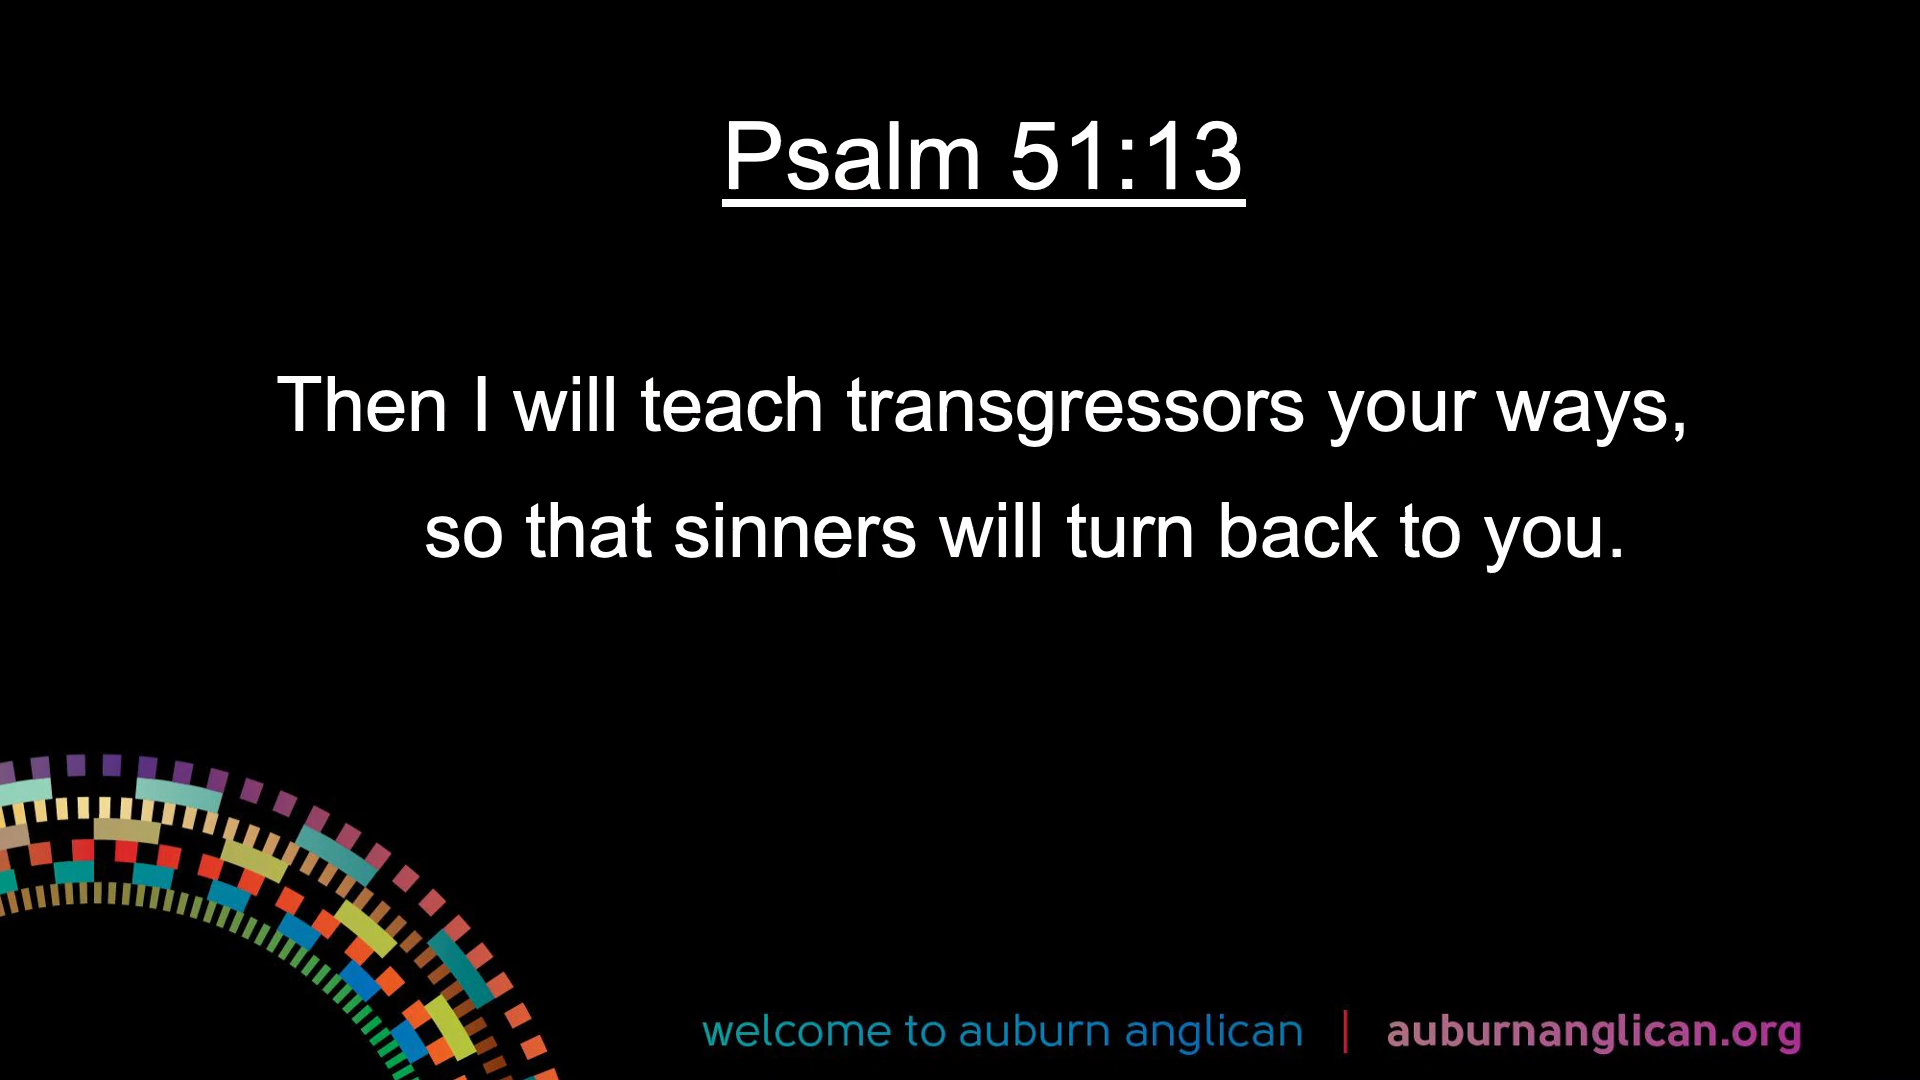 Psalm 51:13
Then I will teach transgressors your ways,
so that sinners will turn back to you.
welcome to auburn anglican | auburnanglican.org